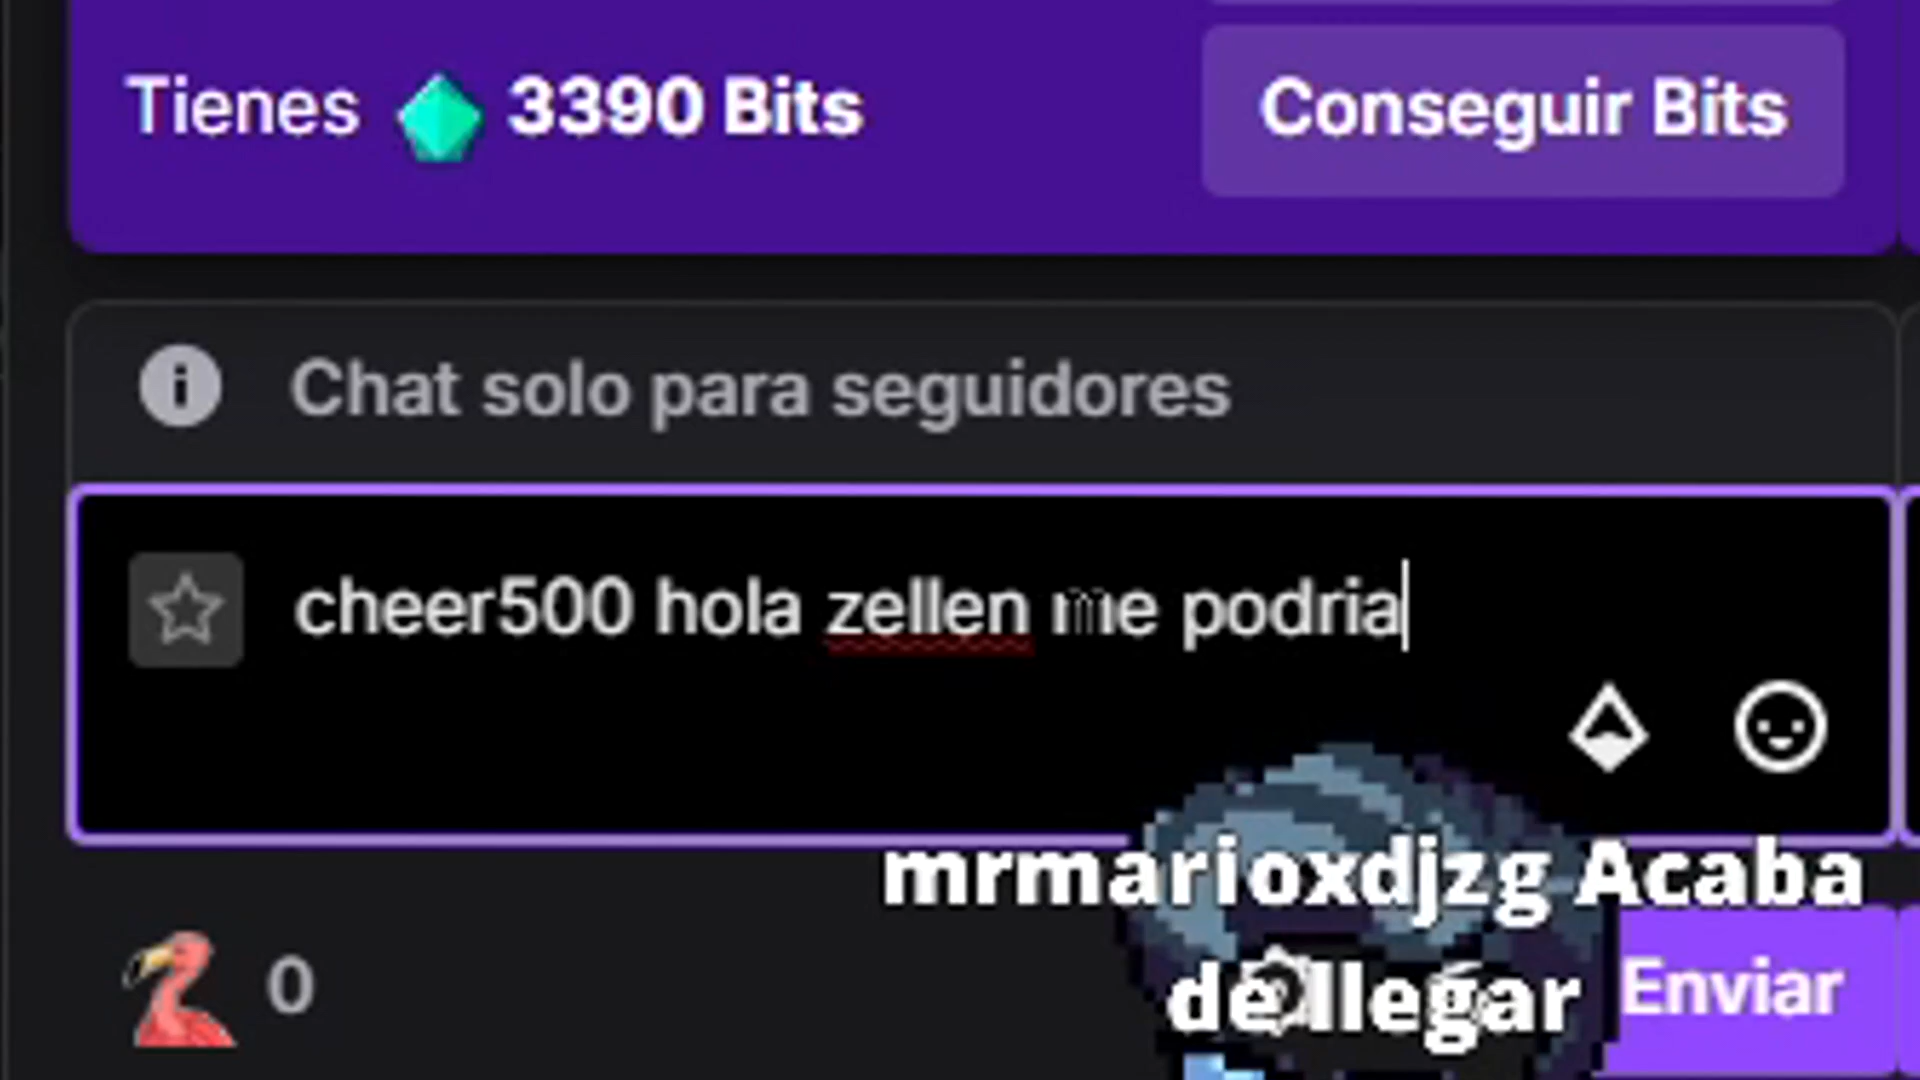 Tienes 3390 Bits
Conseguir Bits
Chat solo para seguidores
cheer500 hola zellen me podria
mrmarioxdjzg Acaba
de llegar
0
Enviar